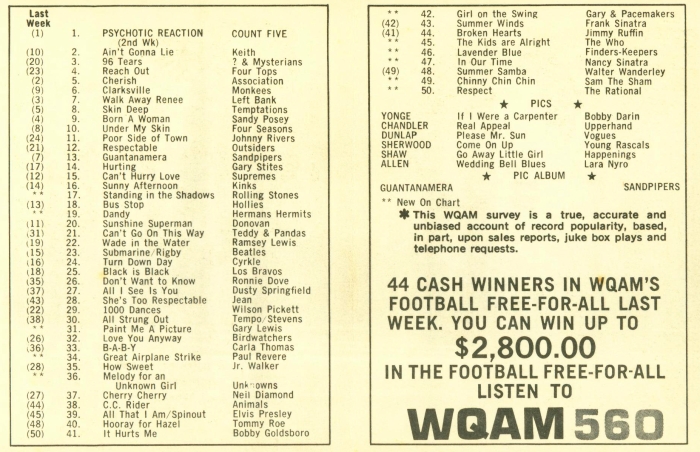 Last
Week
(1) 1. PSYCHOTIC REACTION COUNT FIVE
(2nd Wk)
(10) 2. Ain't Gonna Lie Keith
(20) 3. 96 Tears ? & Mysterians
(23) 4. Reach Out Four Tops
(2) 5. Cherish Association
(9) 6. Clarksville Monkees
(3) 7. Walk Away Renee Left Bank
(5) 8. Skin Deep Temptations
(4) 9. Born A Woman Sandy Posey
(8) 10. Under My Skin Four Seasons
(24) 11. Poor Side of Town Johnny Rivers
(21) 12. Respectable Outsiders
(7) 13. Guantanamera Sandpipers
(17) 14. Hurting Gary Stites
(12) 15. Can't Hurry Love Supremes
(14) 16. Sunny Afternoon Kinks
** 17. Standing in the Shadows Rolling Stones
(13) 18. Bus Stop Hollies
** 19. Dandy Hermans Hermits
(11) 20. Sunshine Superman Donovan
(31) 21. Can't Go On This Way Teddy & Pandas
(19) 22. Wade in the Water Ramsey Lewis
(15) 23. Submarine/Rigby Beatles
(16) 24. Turn Down Day Cyrkle
(18) 25. Black is Black Los Bravos
(35) 26. Don't Want to Know Ronnie Dove
(37) 27. All I See Is You Dusty Springfield
(43) 28. She's Too Respectable Jean
(22) 29. 1000 Dances Wilson Pickett
(38) 30. All Strung Out Tempo/Stevens
** 31. Paint Me A Picture Gary Lewis
(26) 32. Love You Anyway Birdwatchers
(36) 33. B-A-B-Y Carla Thomas
** 34. Great Airplane Strike Paul Revere
(28) 35. How Sweet Jr. Walker
** 36. Melody for an
Unknown Girl Unknowns
(27) 37. Cherry Cherry Neil Diamond
(44) 38. C.C. Rider Animals
(45) 39. All That I Am/Spinout Elvis Presley
(48) 40. Hooray for Hazel Tommy Roe
(50) 41. It Hurts Me Bobby Goldsboro
** 42. Girl on the Swing Gary & Pacemakers
(42) 43. Summer Winds Frank Sinatra
(41) 44. Broken Hearts Jimmy Ruffin
** 45. The Kids are Alright The Who
** 46. Lavender Blue Finders-Keepers
** 47. In Our Time Nancy Sinatra
(49) 48. Summer Samba Walter Wanderley
** 49. Chinny Chin Chin Sam The Sham
** 50. Respect The Rational
★ PICS ★
YONGE If I Were a Carpenter Bobby Darin
CHANDLER Real Appeal Upperhand
DUNLAP Please Mr. Sun Vogues
SHERWOOD Come On Up Young Rascals
SHAW Go Away Little Girl Happenings
ALLEN Wedding Bell Blues Lara Nyro
★ PIC ALBUM ★
GUANTANAMERA SANDPIPERS
** New On Chart
✱ This WQAM survey is a true, accurate and
unbiased account of record popularity, based,
in part, upon sales reports, juke box plays and
telephone requests.
44 CASH WINNERS IN WQAM'S
FOOTBALL FREE-FOR-ALL LAST
WEEK. YOU CAN WIN UP TO
$2,800.00
IN THE FOOTBALL FREE-FOR-ALL
LISTEN TO
WQAM 560